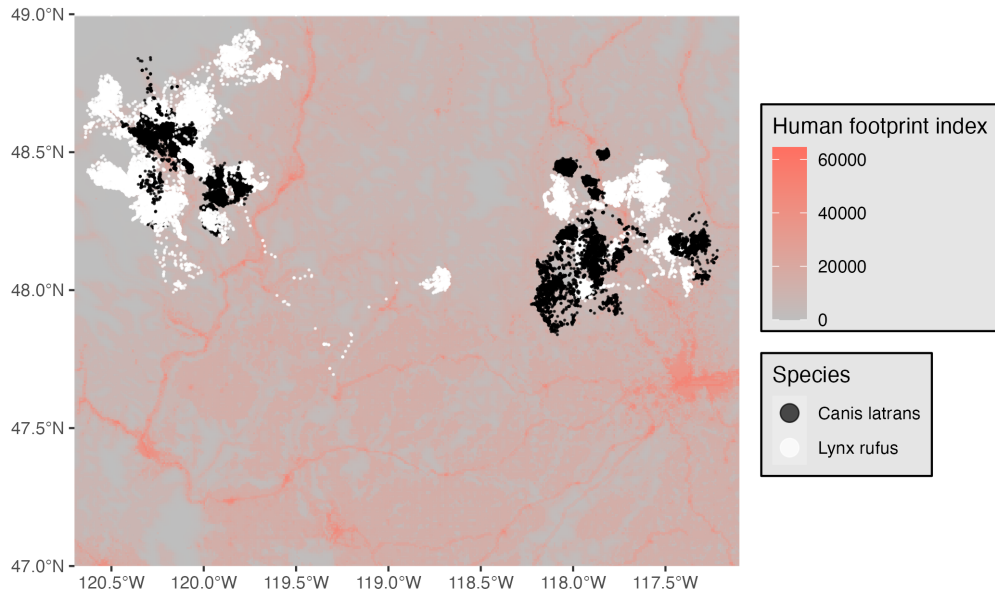 49.0°N
48.5°N
48.0°N
47.5°N
47.0°N
120.5°W 120.0°W 119.5°W 119.0°W 118.5°W 118.0°W 117.5°W
Human footprint index
60000
40000
20000
0
Species
Canis latrans
Lynx rufus